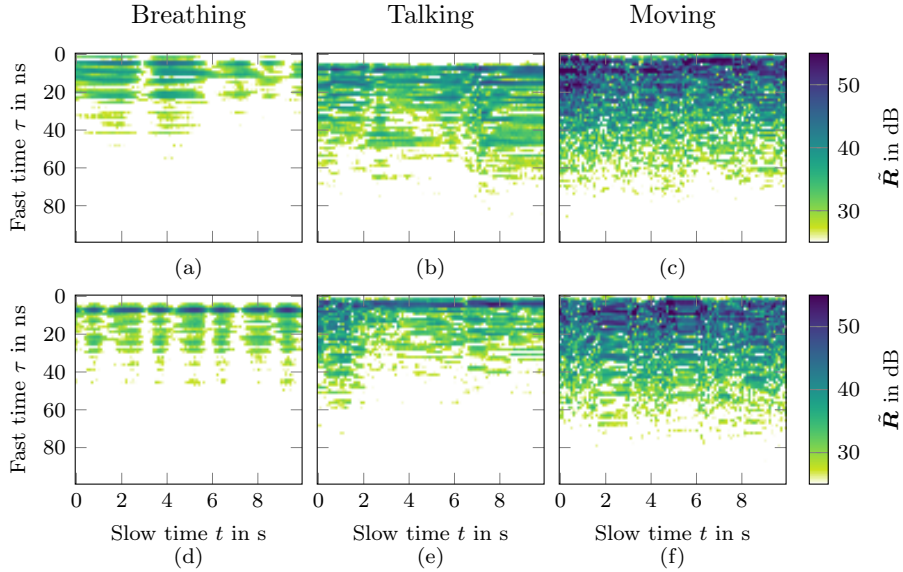 Breathing Talking Moving
0
20
40
60
80
Fast time τ in ns
50
40
30
R̃ in dB
(a) (b) (c)
0
20
40
60
80
Fast time τ in ns
0 2 4 6 8
0 2 4 6 8
0 2 4 6 8
50
40
30
R̃ in dB
Slow time t in s Slow time t in s Slow time t in s
(d) (e) (f)